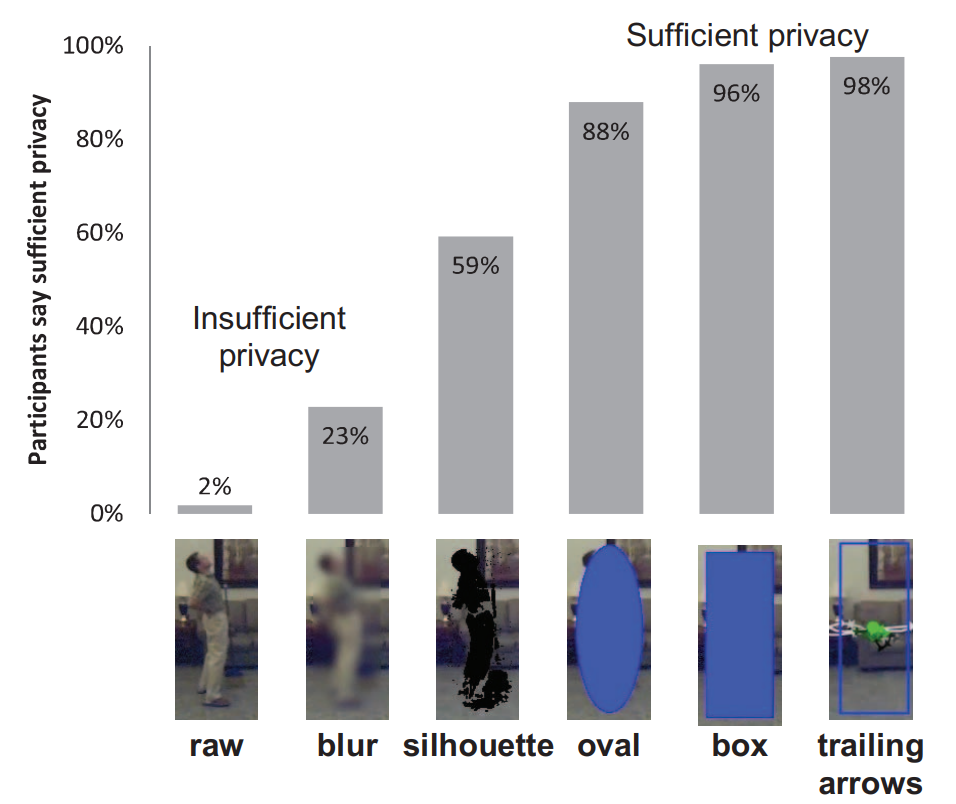 Sufficient privacy
100%
80%
60%
40%
20%
0%
Participants say sufficient privacy
Insufficient
privacy
2%
23%
59%
88%
96%
98%
raw
blur
silhouette
oval
box
trailing
arrows